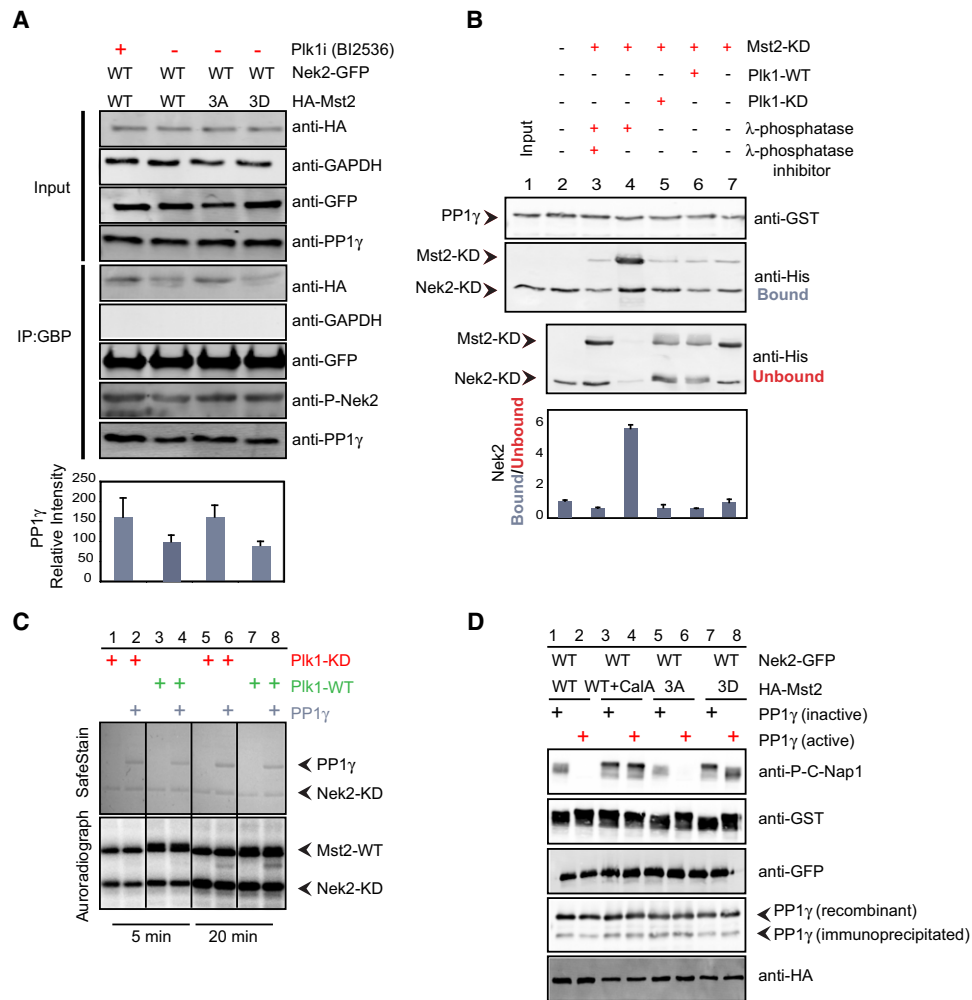 A
+ - - - Plk1i (BI2536)
WT WT WT WT Nek2-GFP
WT WT 3A 3D HA-Mst2
Input
anti-HA
anti-GAPDH
anti-GFP
anti-PP1γ
IP:GBP
anti-HA
anti-GAPDH
anti-GFP
anti-P-Nek2
anti-PP1γ
PP1γ
Relative Intensity
250
200
150
100
50
0
B
- + + + + + Mst2-KD
- - - - + - Plk1-WT
- - - + - - Plk1-KD
- + + - - - λ-phosphatase
- + - - - - λ-phosphatase
inhibitor
Input
1 2 3 4 5 6 7
PP1γ
anti-GST
Mst2-KD
Nek2-KD
anti-His
Bound
Mst2-KD
Nek2-KD
anti-His
Unbound
Nek2
Bound/Unbound
6
4
2
0
C
1 2 3 4 5 6 7 8
+ + + + Plk1-KD
+ + + + Plk1-WT
+ + + + PP1γ
SafeStain
PP1γ
Nek2-KD
Auroradiograph
Mst2-WT
Nek2-KD
5 min 20 min
D
1 2 3 4 5 6 7 8
WT WT WT WT Nek2-GFP
WT WT+CalA 3A 3D HA-Mst2
+ + + + PP1γ (inactive)
+ + + + PP1γ (active)
anti-P-C-Nap1
anti-GST
anti-GFP
PP1γ (recombinant)
PP1γ (immunoprecipitated)
anti-HA